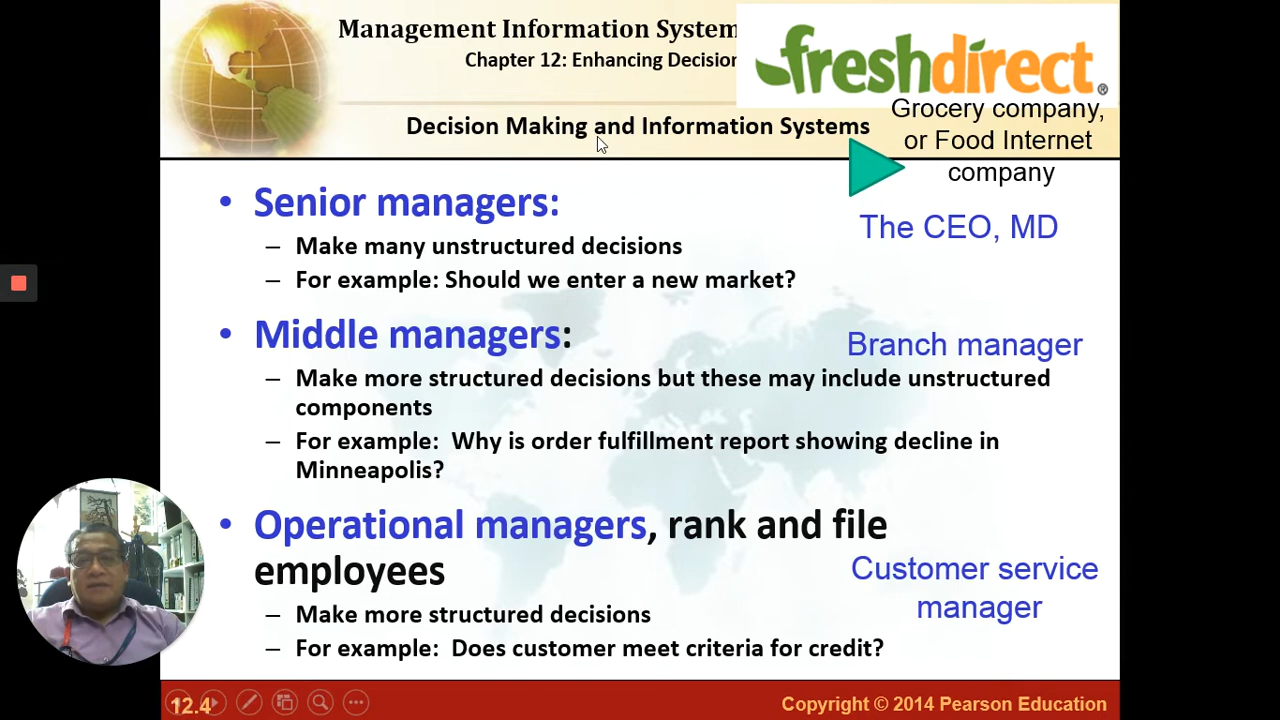 Management Information System
Chapter 12: Enhancing Decision
freshdirect®
Grocery company,
or Food Internet
company
Decision Making and Information Systems
• Senior managers:
The CEO, MD
– Make many unstructured decisions
– For example: Should we enter a new market?
• Middle managers:
Branch manager
– Make more structured decisions but these may include unstructured
components
– For example: Why is order fulfillment report showing decline in
Minneapolis?
• Operational managers, rank and file
employees
Customer service
manager
– Make more structured decisions
– For example: Does customer meet criteria for credit?
12.4
Copyright © 2014 Pearson Education